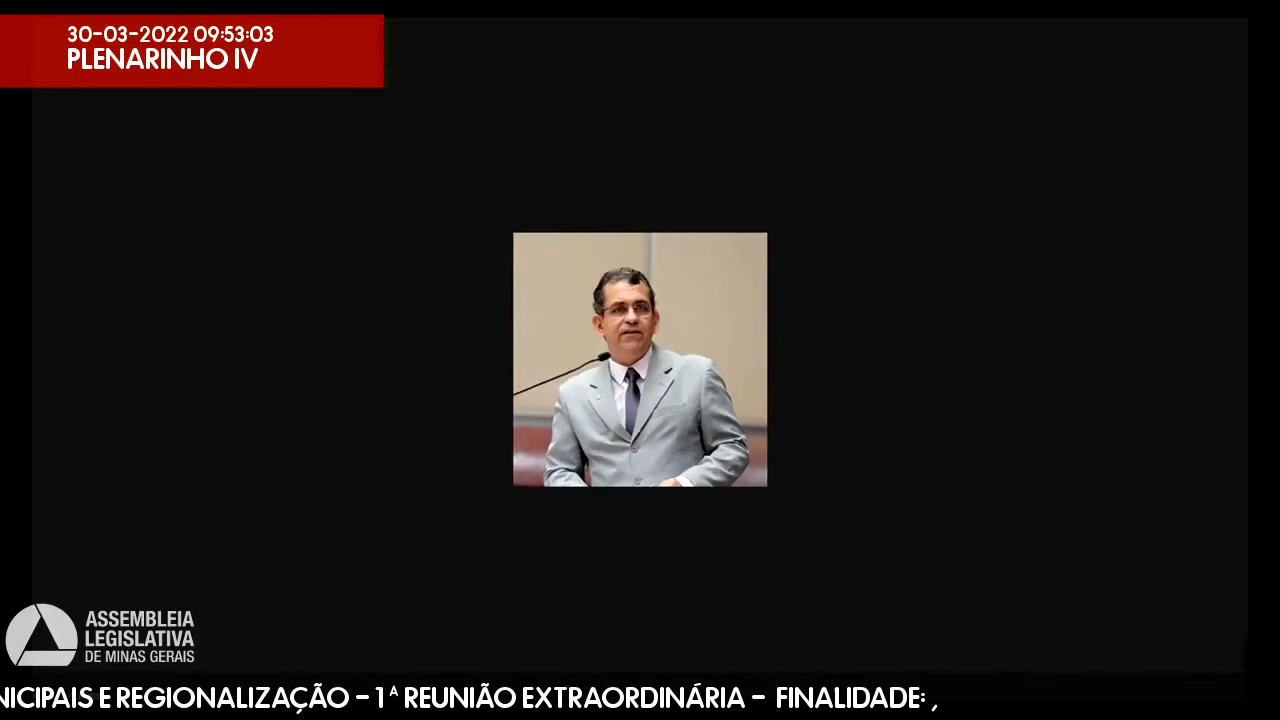 30-03-2022 09:53:03
PLENARINHO IV
ASSEMBLEIA
LEGISLATIVA
DE MINAS GERAIS
NICIPAIS E REGIONALIZAÇÃO - 1ª REUNIÃO EXTRAORDINÁRIA - FINALIDADE: ,